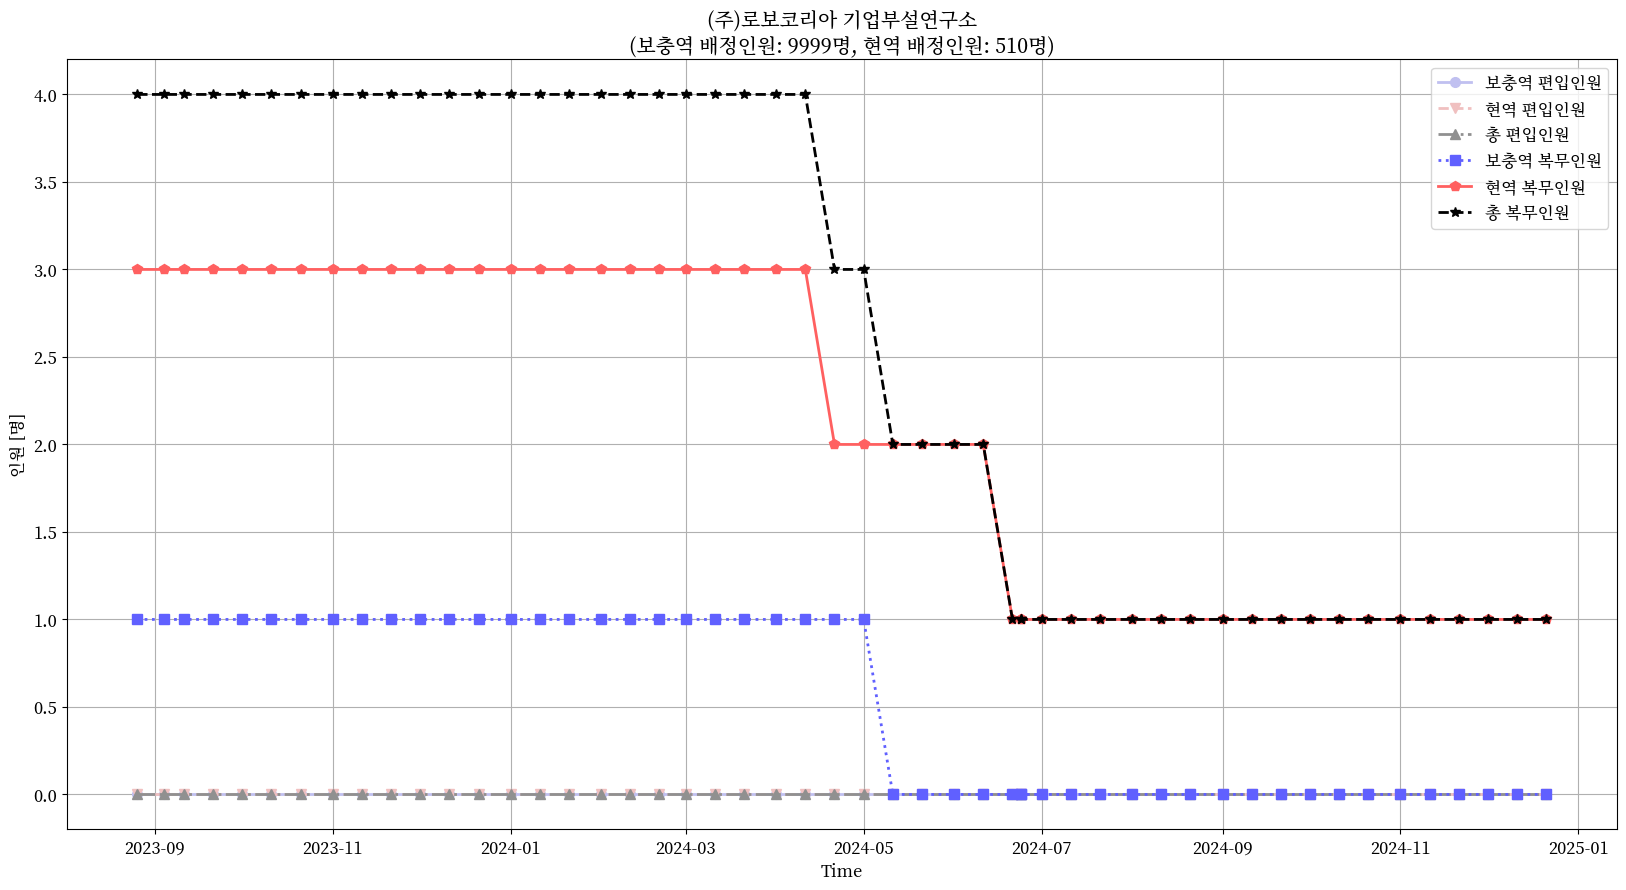 (주)로보코리아 기업부설연구소
(보충역 배정인원: 9999명, 현역 배정인원: 510명)
보충역 편입인원
현역 편입인원
총 편입인원
보충역 복무인원
현역 복무인원
총 복무인원
인원 [명]
4.0
3.5
3.0
2.5
2.0
1.5
1.0
0.5
0.0
2023-09 2023-11 2024-01 2024-03 2024-05 2024-07 2024-09 2024-11 2025-01
Time